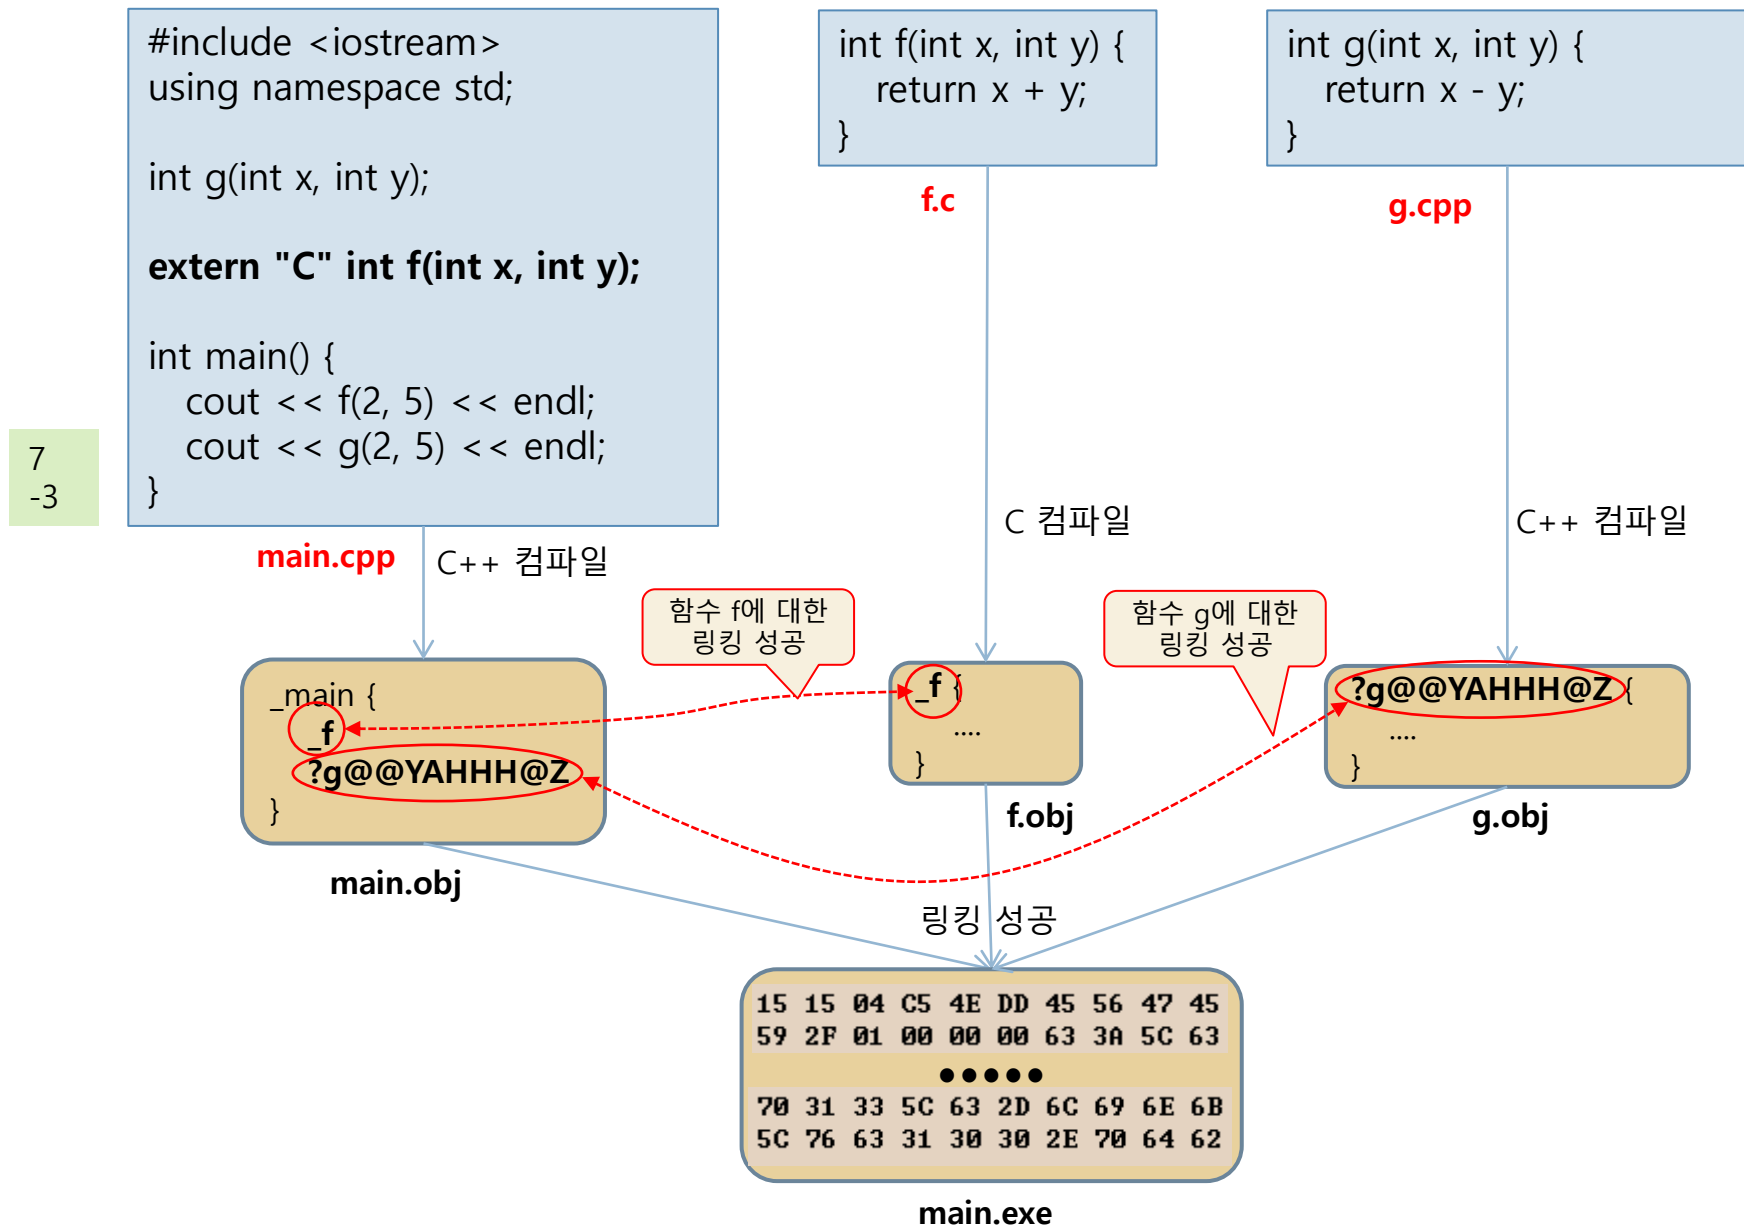 #include <iostream>
using namespace std;
int g(int x, int y);
extern "C" int f(int x, int y);
int main() {
cout << f(2, 5) << endl;
cout << g(2, 5) << endl;
}
7
-3
main.cpp
C++ 컴파일
int f(int x, int y) {
return x + y;
}
f.c
C 컴파일
int g(int x, int y) {
return x - y;
}
g.cpp
C++ 컴파일
함수 f에 대한
링킹 성공
함수 g에 대한
링킹 성공
_main {
_f
?g@@YAHHH@Z
}
main.obj
_f {
....
}
f.obj
?g@@YAHHH@Z {
....
}
g.obj
링킹 성공
15 15 04 C5 4E DD 45 56 47 45
59 2F 01 00 00 00 63 3A 5C 63
●●●●●
70 31 33 5C 63 2D 6C 69 6E 6B
5C 76 63 31 30 30 2E 70 64 62
main.exe